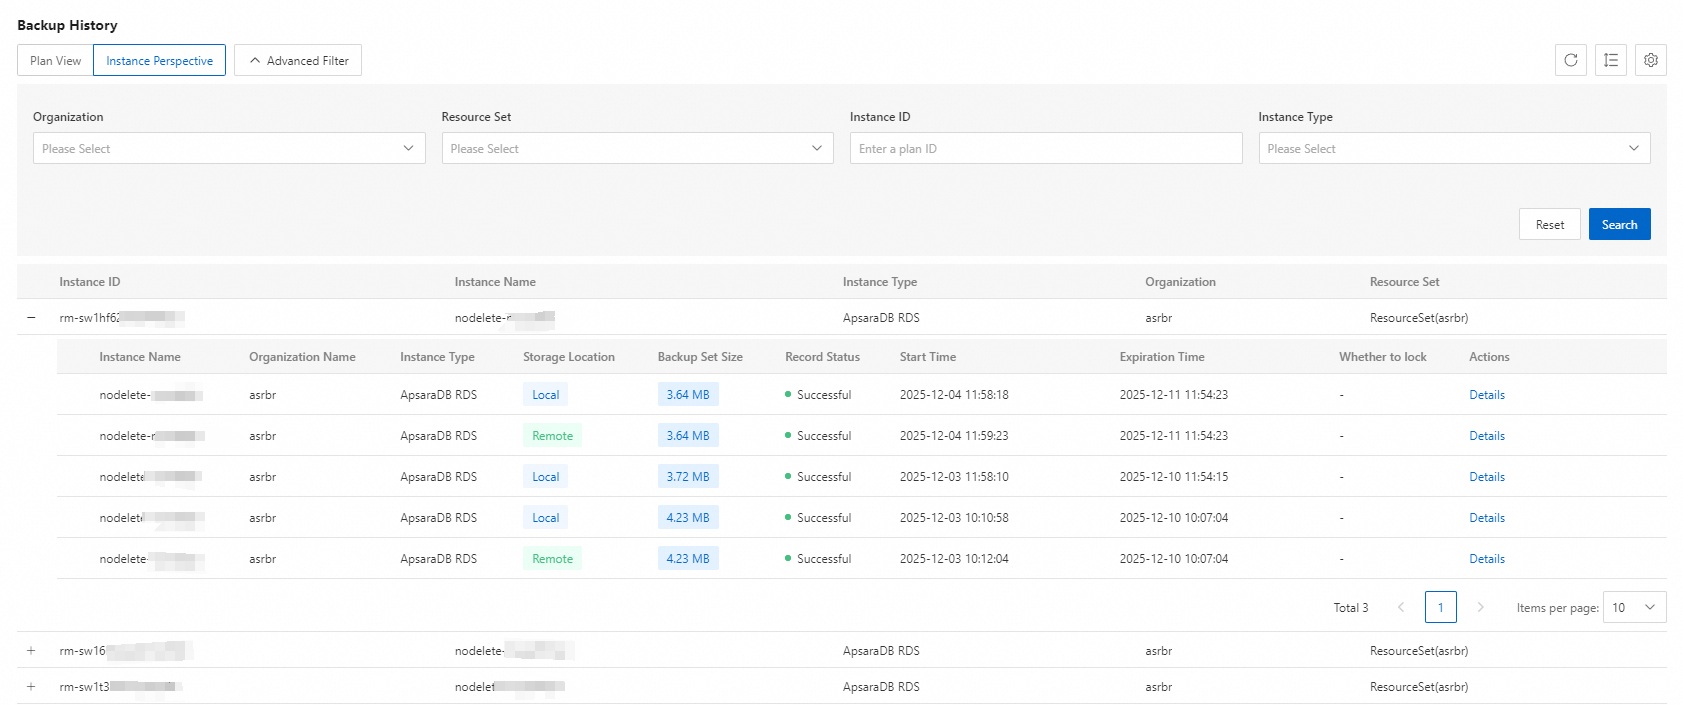 Backup History
Plan View Instance Perspective Advanced Filter
Organization Resource Set Instance ID Instance Type
Please Select Please Select Enter a plan ID Please Select
Reset Search
Instance ID Instance Name Instance Type Organization Resource Set
rm-sw1hf62 nodelete- ApsaraDB RDS asrbr ResourceSet(asrbr)
Instance Name Organization Name Instance Type Storage Location Backup Set Size Record Status Start Time Expiration Time Whether to lock Actions
nodelete- asrbr ApsaraDB RDS Local 3.64 MB Successful 2025-12-04 11:58:18 2025-12-11 11:54:23 - Details
nodelete- asrbr ApsaraDB RDS Remote 3.64 MB Successful 2025-12-04 11:59:23 2025-12-11 11:54:23 - Details
nodelete asrbr ApsaraDB RDS Local 3.72 MB Successful 2025-12-03 11:58:10 2025-12-10 11:54:15 - Details
nodelete asrbr ApsaraDB RDS Local 4.23 MB Successful 2025-12-03 10:10:58 2025-12-10 10:07:04 - Details
nodelete- asrbr ApsaraDB RDS Remote 4.23 MB Successful 2025-12-03 10:12:04 2025-12-10 10:07:04 - Details
Total 3 1 Items per page: 10
rm-sw16 nodelete- ApsaraDB RDS asrbr ResourceSet(asrbr)
rm-sw1t3 nodelet ApsaraDB RDS asrbr ResourceSet(asrbr)